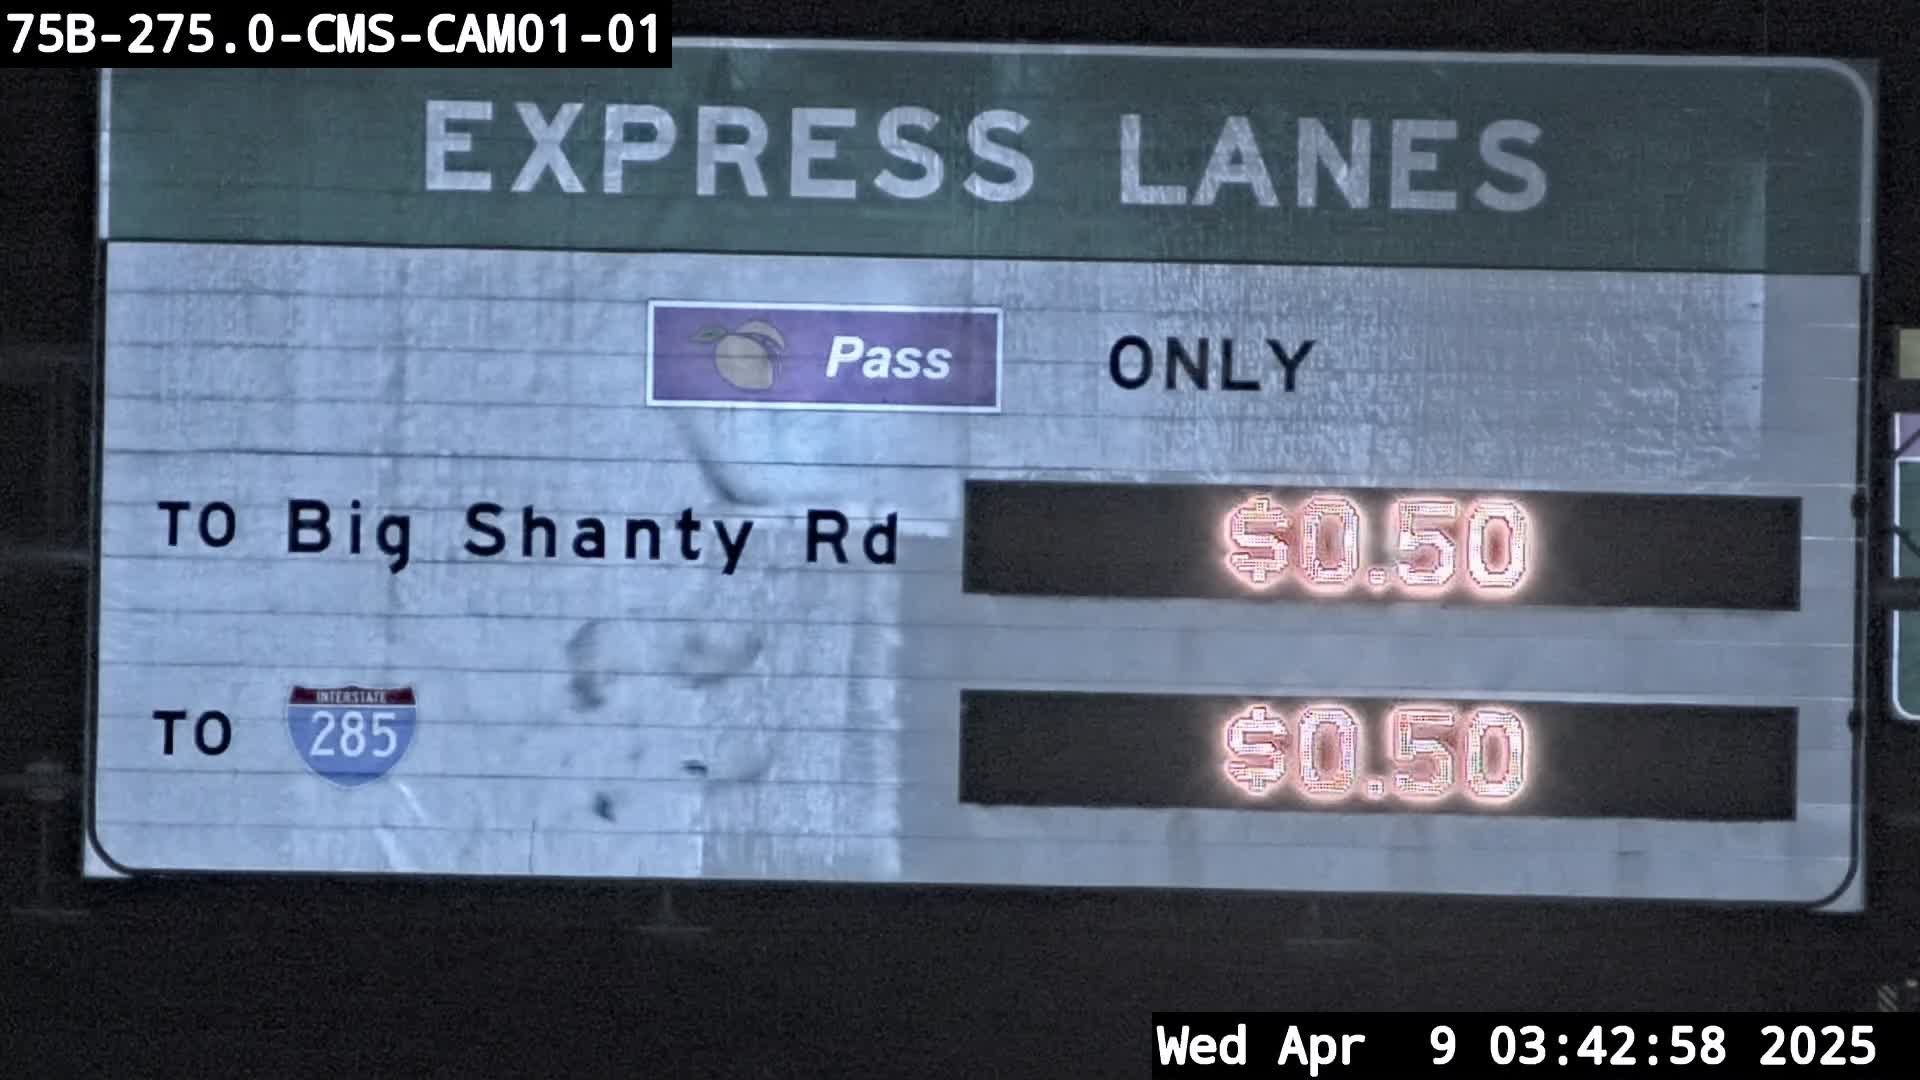 75B-275.0-CMS-CAM01-01
EXPRESS LANES
Pass ONLY
TO Big Shanty Rd $0.50
INTERSTATE
TO 285 $0.50
Wed Apr 9 03:42:58 2025